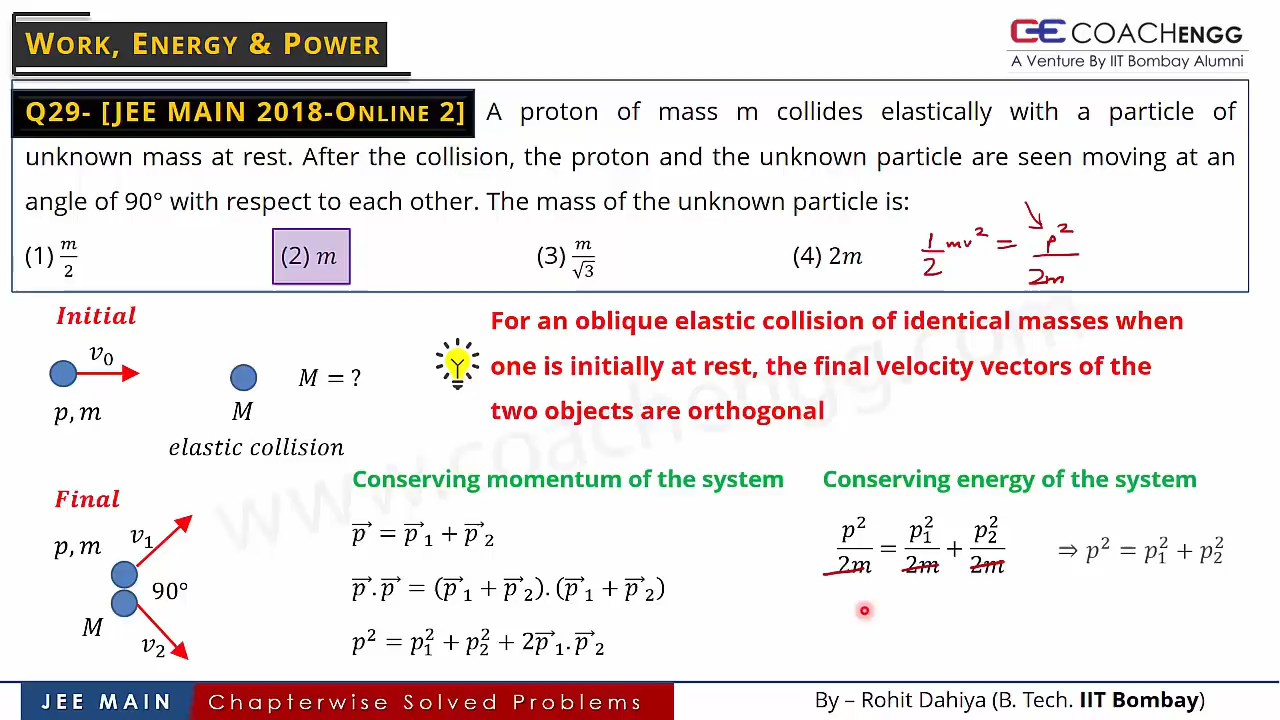 WORK, ENERGY & POWER
CEE COACHENGG
A Venture By IIT Bombay Alumni
Q29- [JEE MAIN 2018-ONLINE 2] A proton of mass m collides elastically with a particle of
unknown mass at rest. After the collision, the proton and the unknown particle are seen moving at an
angle of 90° with respect to each other. The mass of the unknown particle is:
(1) m/2 (2) m (3) m/√3 (4) 2m
1/2 mv² = p²/2m
Initial
v₀
p, m
M
M = ?
elastic collision
For an oblique elastic collision of identical masses when
one is initially at rest, the final velocity vectors of the
two objects are orthogonal
Final
p, m
v₁
90°
M
v₂
Conserving momentum of the system
p⃗ = p⃗₁ + p⃗₂
p⃗.p⃗ = (p⃗₁ + p⃗₂).(p⃗₁ + p⃗₂)
p² = p₁² + p₂² + 2p⃗₁.p⃗₂
Conserving energy of the system
p²/2m = p₁²/2m + p₂²/2m ⇒ p² = p₁² + p₂²
www.coachengg.com
JEE MAIN Chapterwise Solved Problems By – Rohit Dahiya (B. Tech. IIT Bombay)